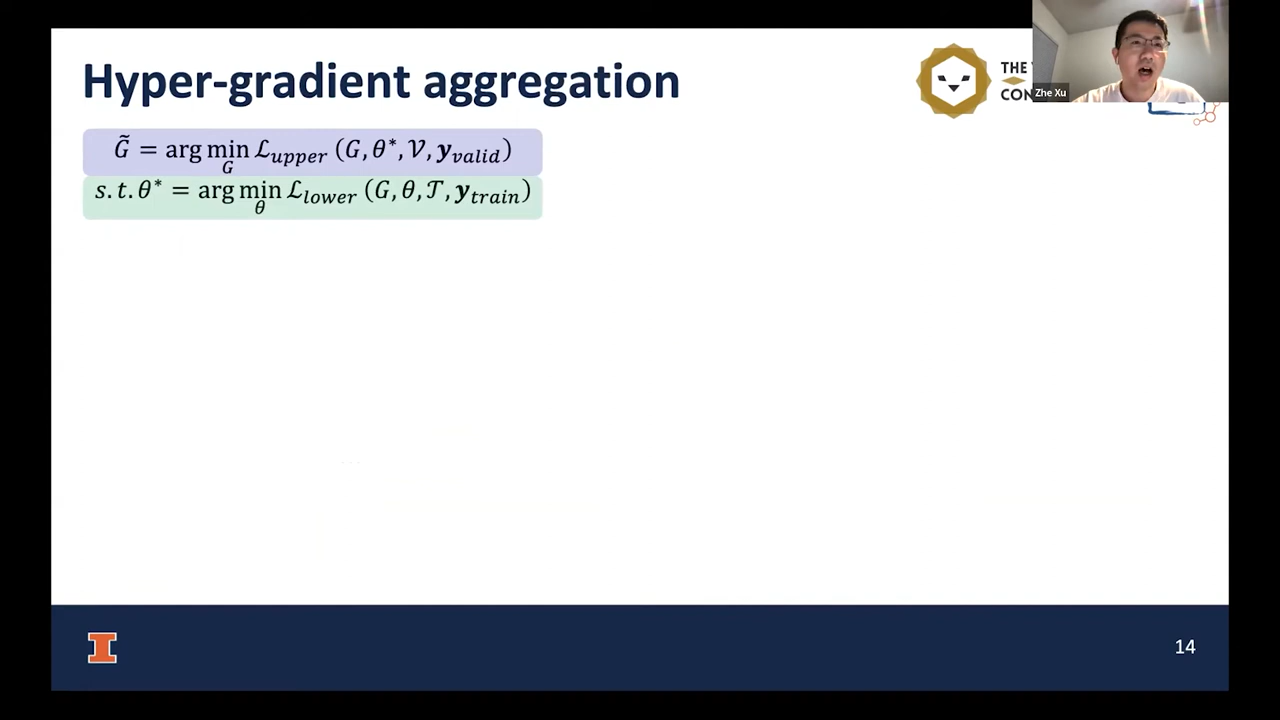 Hyper-gradient aggregation
THE
CON
Zhe Xu
G̃ = arg min_G ℒ_upper (G, θ*, 𝒱, y_valid)
s.t. θ* = arg min_θ ℒ_lower (G, θ, 𝒯, y_train)
I
14